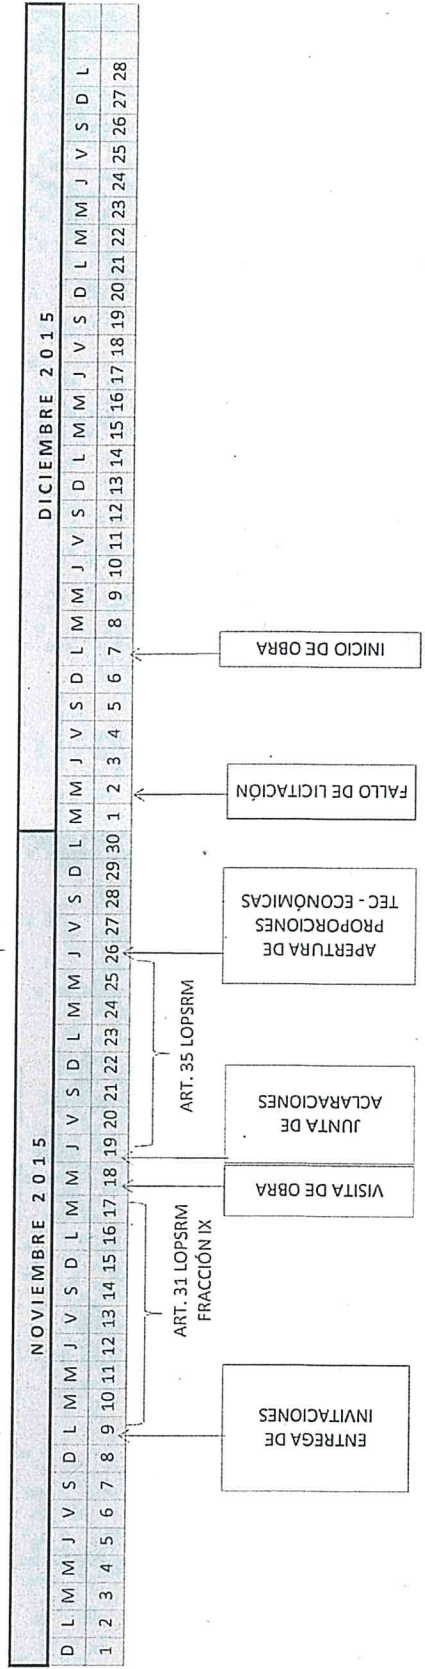 NOVIEMBRE 2015
DICIEMBRE 2015
D L M M J V S D L M M J V S D L M M J V S D L M M J V S D L M M J V S D L M M J V S D L M M J V S D L M M J V S D L
1 2 3 4 5 6 7 8 9 10 11 12 13 14 15 16 17 18 19 20 21 22 23 24 25 26 27 28 29 30 1 2 3 4 5 6 7 8 9 10 11 12 13 14 15 16 17 18 19 20 21 22 23 24 25 26 27 28
ART. 31 LOPSRM
FRACCIÓN IX
ART. 35 LOPSRM
ENTREGA DE
INVITACIONES
VISITA DE OBRA
JUNTA DE
ACLARACIONES
APERTURA DE
PROPORCIONES
TEC - ECONÓMICAS
FALLO DE LICITACIÓN
INICIO DE OBRA